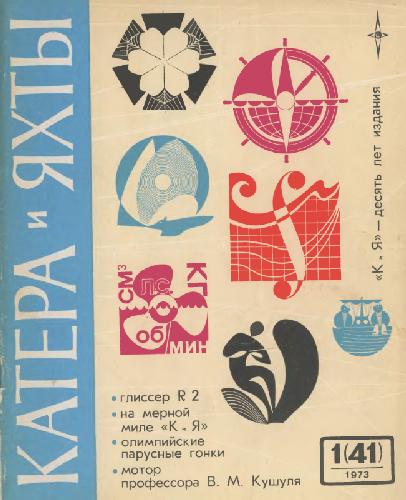 КАТЕРА и ЯХТЫ
«К и Я» — десять лет издания
СМ³
Л.С.
КГ
об/
МИН
• глиссер R 2
• на мерной
миле «К и Я»
• олимпийские
парусные гонки
• мотор
профессора В. М. Кушуля
1(41)
1973